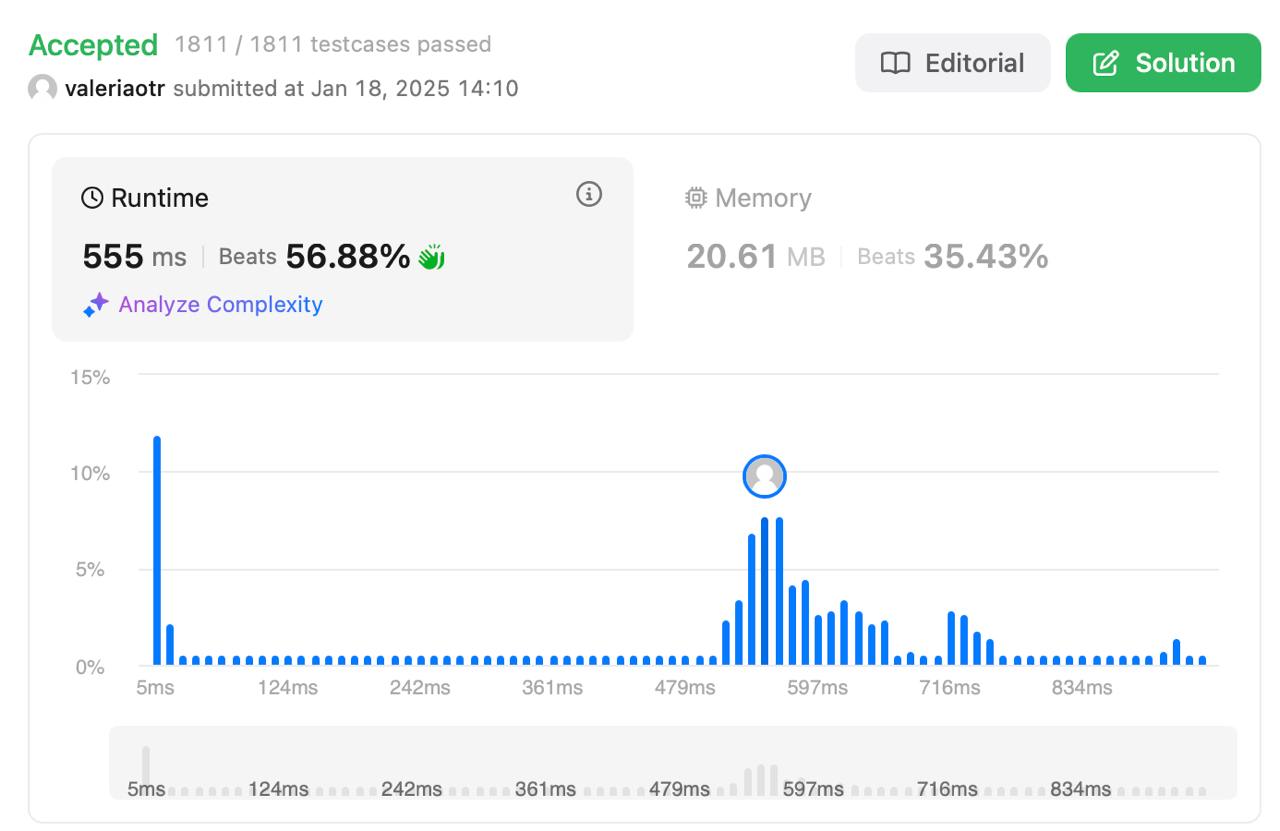 Accepted 1811 / 1811 testcases passed
valeriaotr submitted at Jan 18, 2025 14:10
Editorial
Solution
Runtime
555 ms Beats 56.88%
Analyze Complexity
Memory
20.61 MB Beats 35.43%
15%
10%
5%
0%
5ms 124ms 242ms 361ms 479ms 597ms 716ms 834ms
5ms 124ms 242ms 361ms 479ms 597ms 716ms 834ms